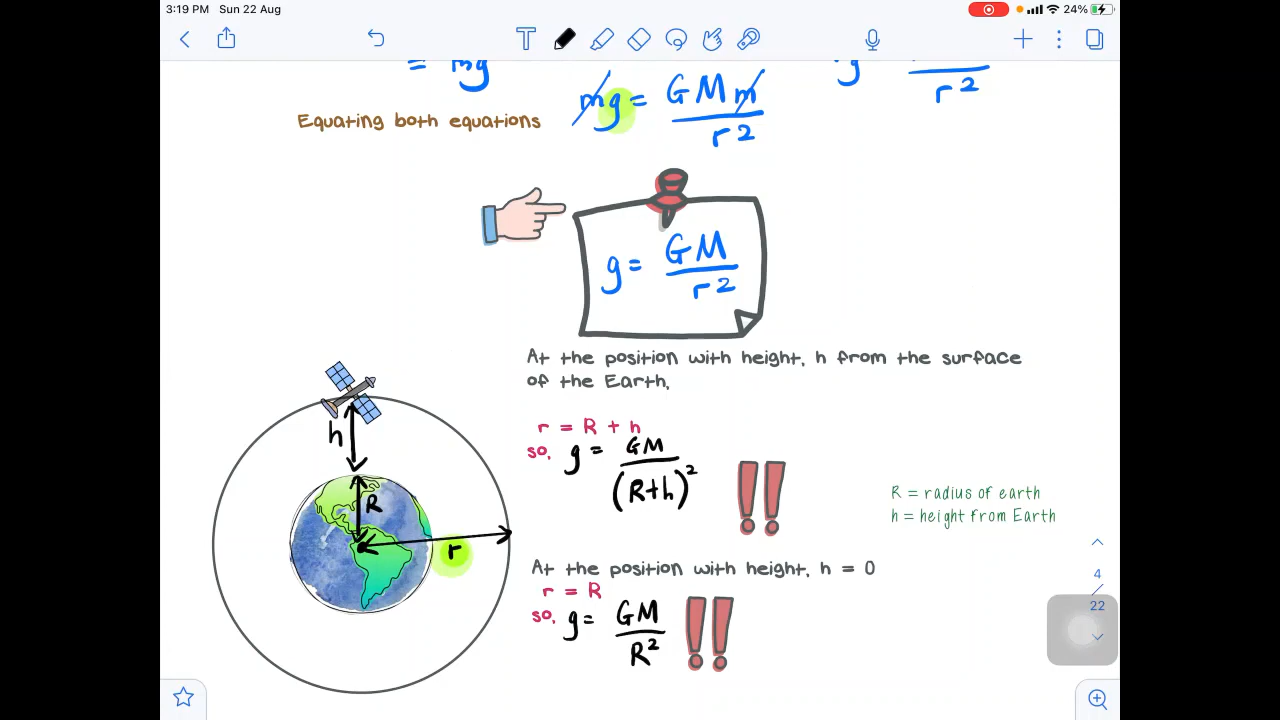 3:19 PM Sun 22 Aug
24%
T
= mg
mg = GMm
r²
g
r²
Equating both equations
g = GM
r²
At the position with height, h from the surface
of the Earth,
r = R + h
so, g = GM
(R+h)²
!!
R = radius of earth
h = height from Earth
h
R
r
At the position with height, h = 0
r = R
so, g = GM
R²
!!
4
/
22